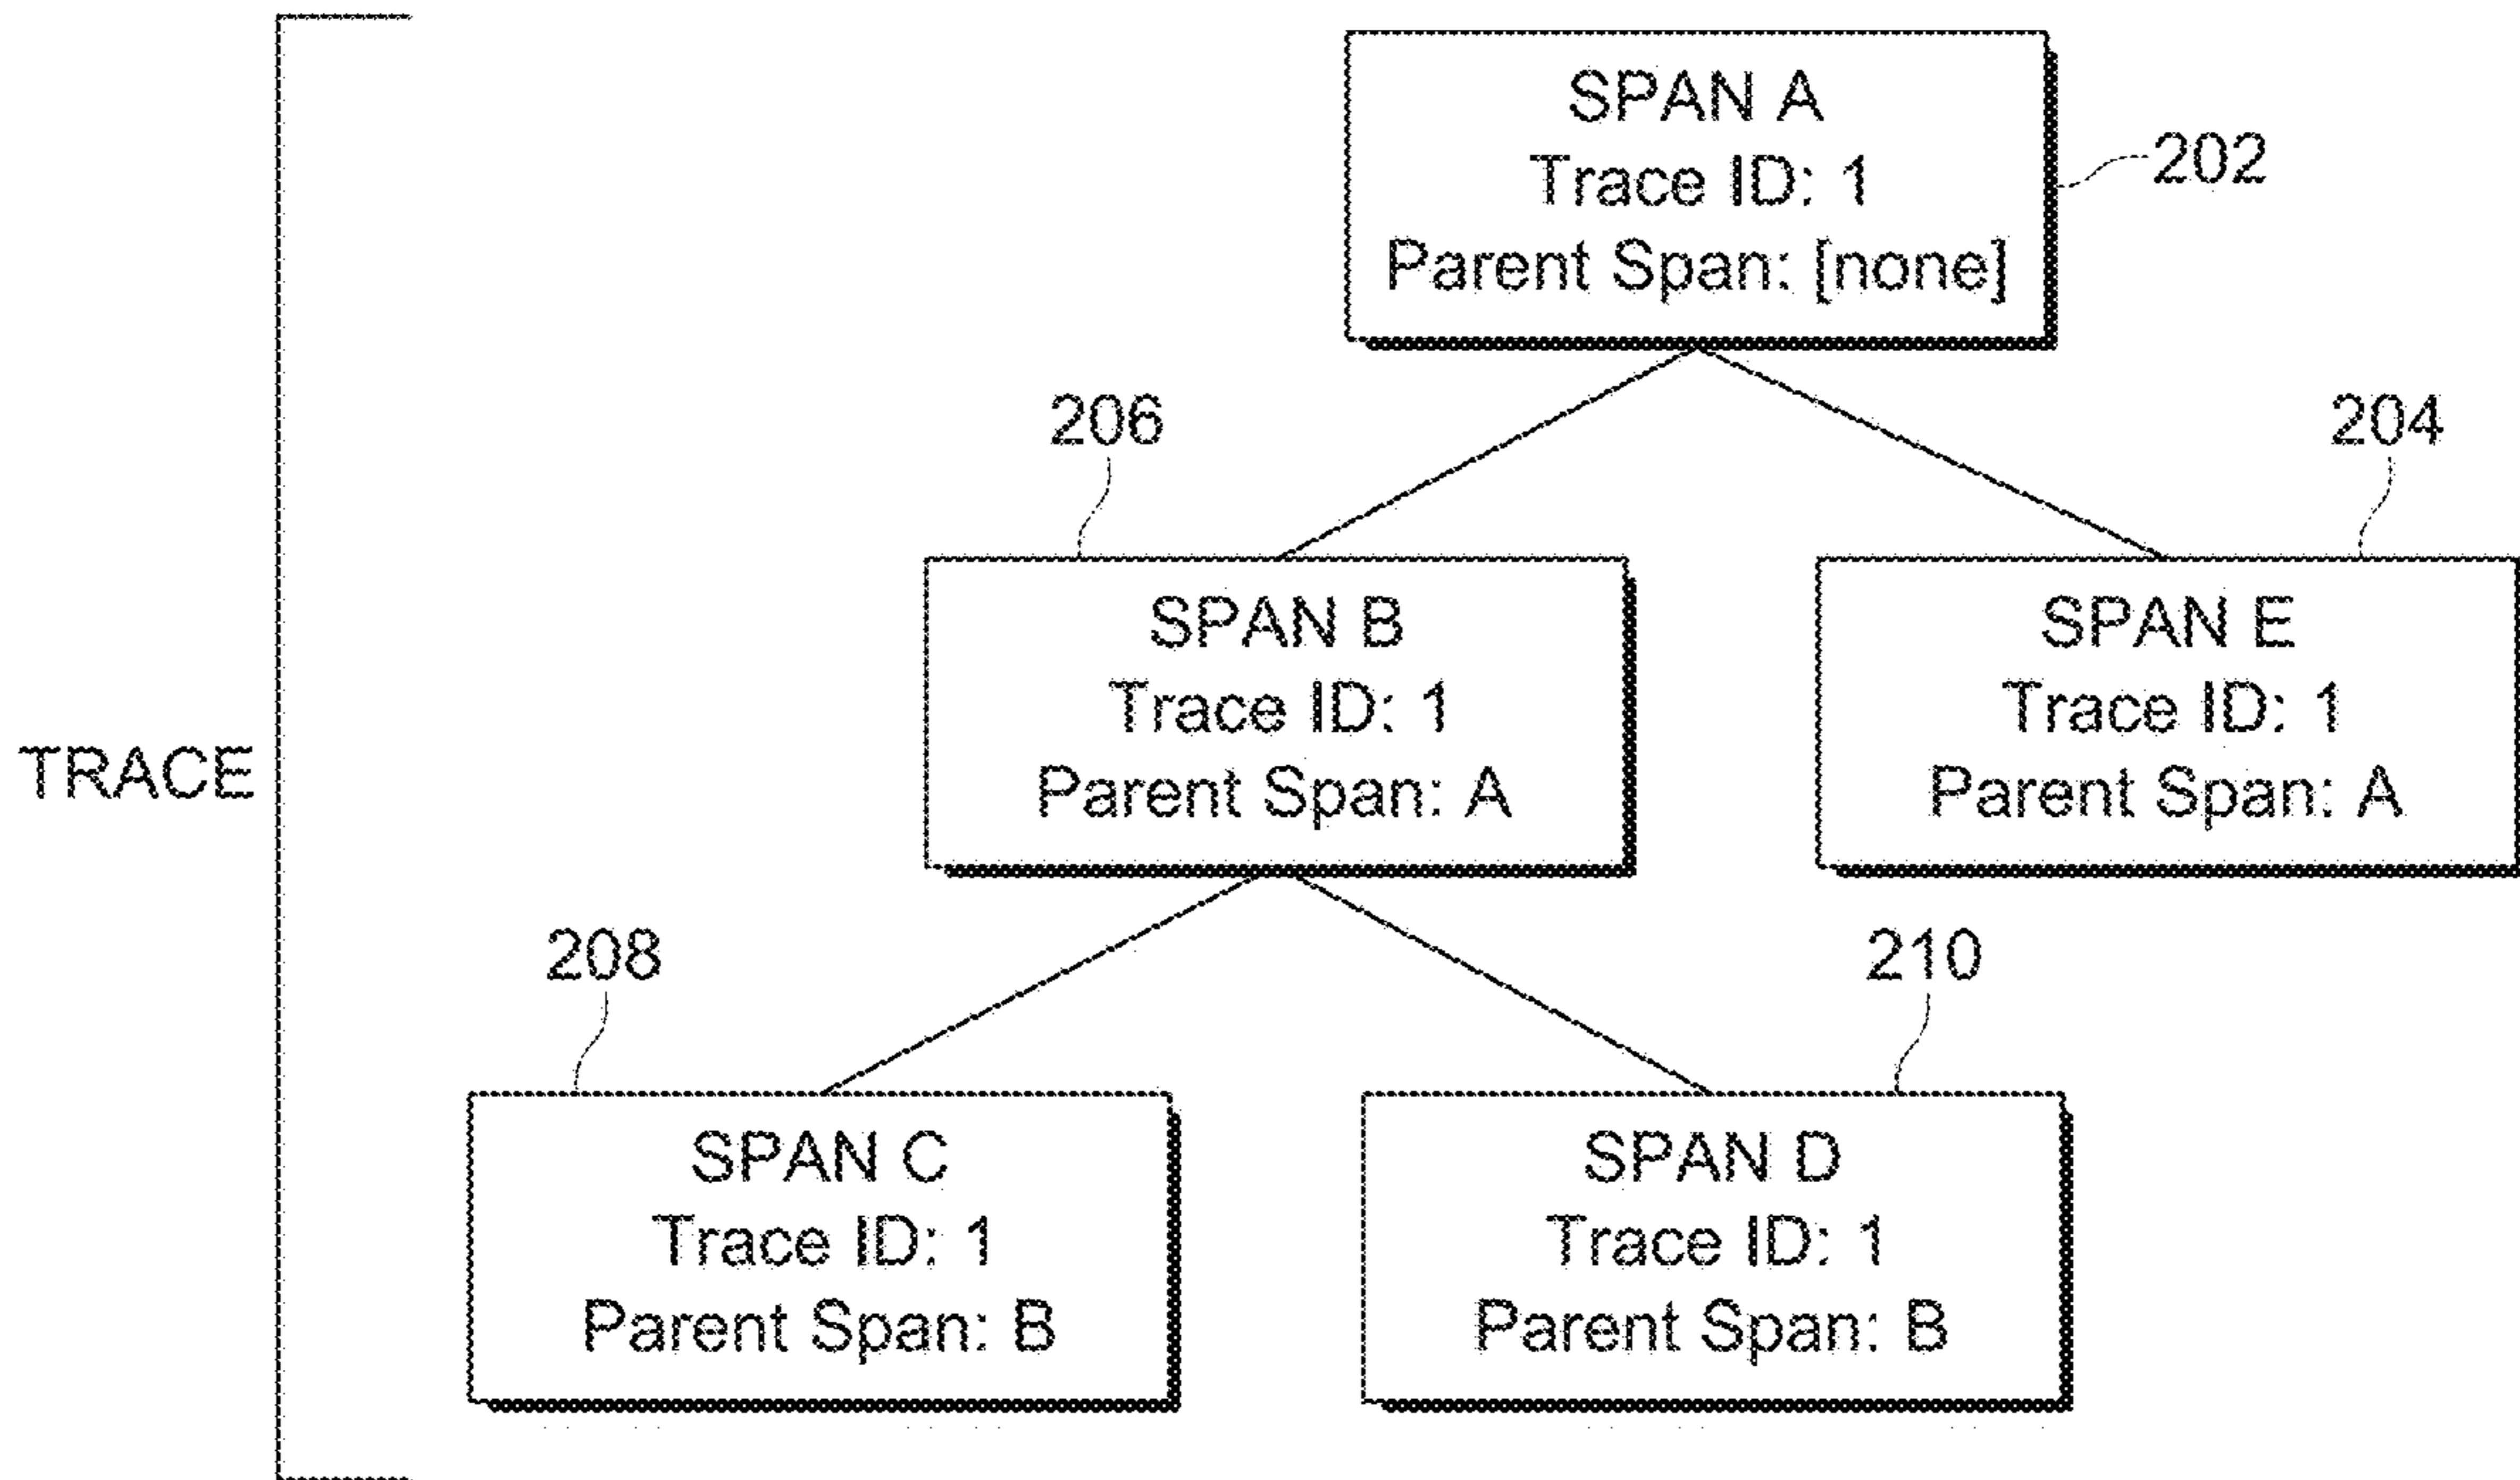 SPAN A
Trace ID: 1
Parent Span: [none]
202
206
204
SPAN B
Trace ID: 1
Parent Span: A
SPAN E
Trace ID: 1
Parent Span: A
TRACE
208
210
SPAN C
Trace ID: 1
Parent Span: B
SPAN D
Trace ID: 1
Parent Span: B